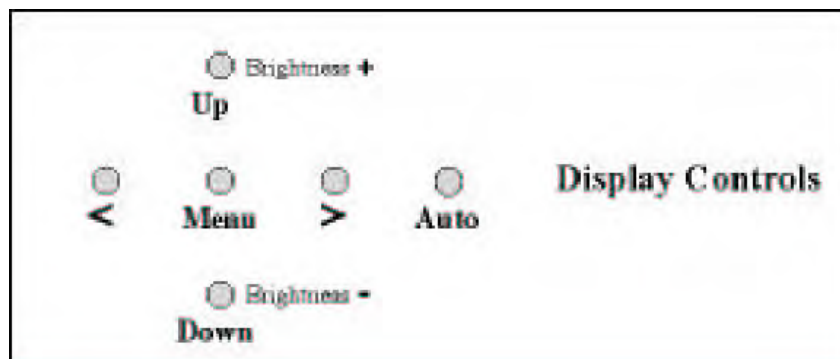 Brightness +
Up
Display Controls
< Menu > Auto
Brightness -
Down